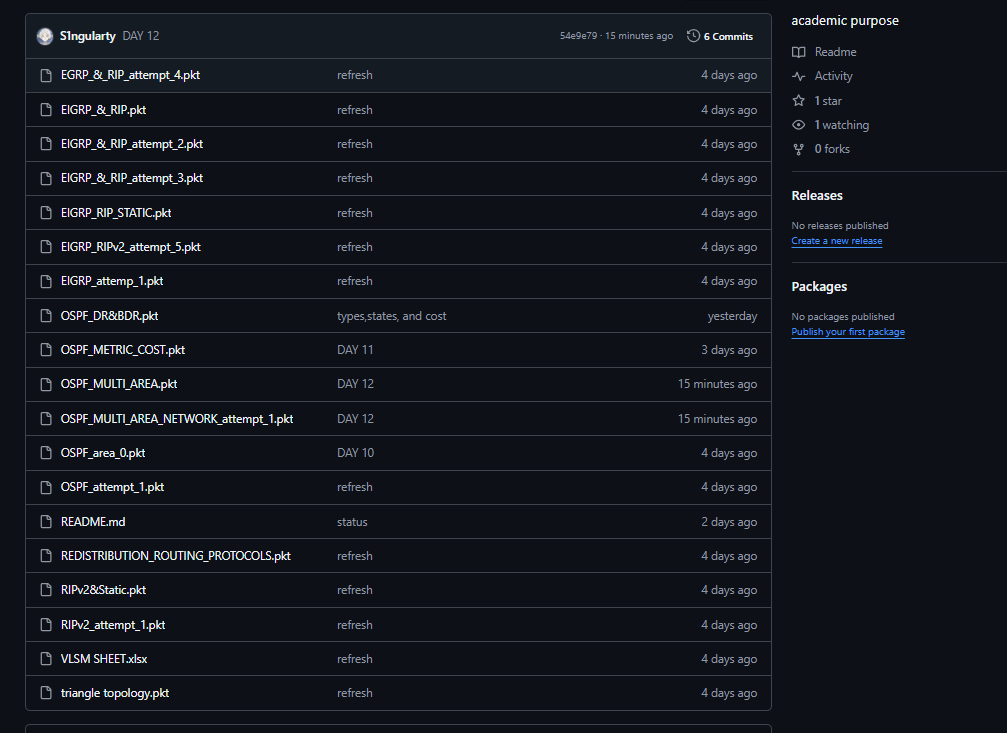 S1ngularty DAY 12 54e9e79 · 15 minutes ago 6 Commits
EGRP_&_RIP_attempt_4.pkt refresh 4 days ago
EIGRP_&_RIP.pkt refresh 4 days ago
EIGRP_&_RIP_attempt_2.pkt refresh 4 days ago
EIGRP_&_RIP_attempt_3.pkt refresh 4 days ago
EIGRP_RIP_STATIC.pkt refresh 4 days ago
EIGRP_RIPv2_attempt_5.pkt refresh 4 days ago
EIGRP_attemp_1.pkt refresh 4 days ago
OSPF_DR&BDR.pkt types,states, and cost yesterday
OSPF_METRIC_COST.pkt DAY 11 3 days ago
OSPF_MULTI_AREA.pkt DAY 12 15 minutes ago
OSPF_MULTI_AREA_NETWORK_attempt_1.pkt DAY 12 15 minutes ago
OSPF_area_0.pkt DAY 10 4 days ago
OSPF_attempt_1.pkt refresh 4 days ago
README.md status 2 days ago
REDISTRIBUTION_ROUTING_PROTOCOLS.pkt refresh 4 days ago
RIPv2&Static.pkt refresh 4 days ago
RIPv2_attempt_1.pkt refresh 4 days ago
VLSM SHEET.xlsx refresh 4 days ago
triangle topology.pkt refresh 4 days ago
academic purpose
Readme
Activity
1 star
1 watching
0 forks
Releases
No releases published
Create a new release
Packages
No packages published
Publish your first package